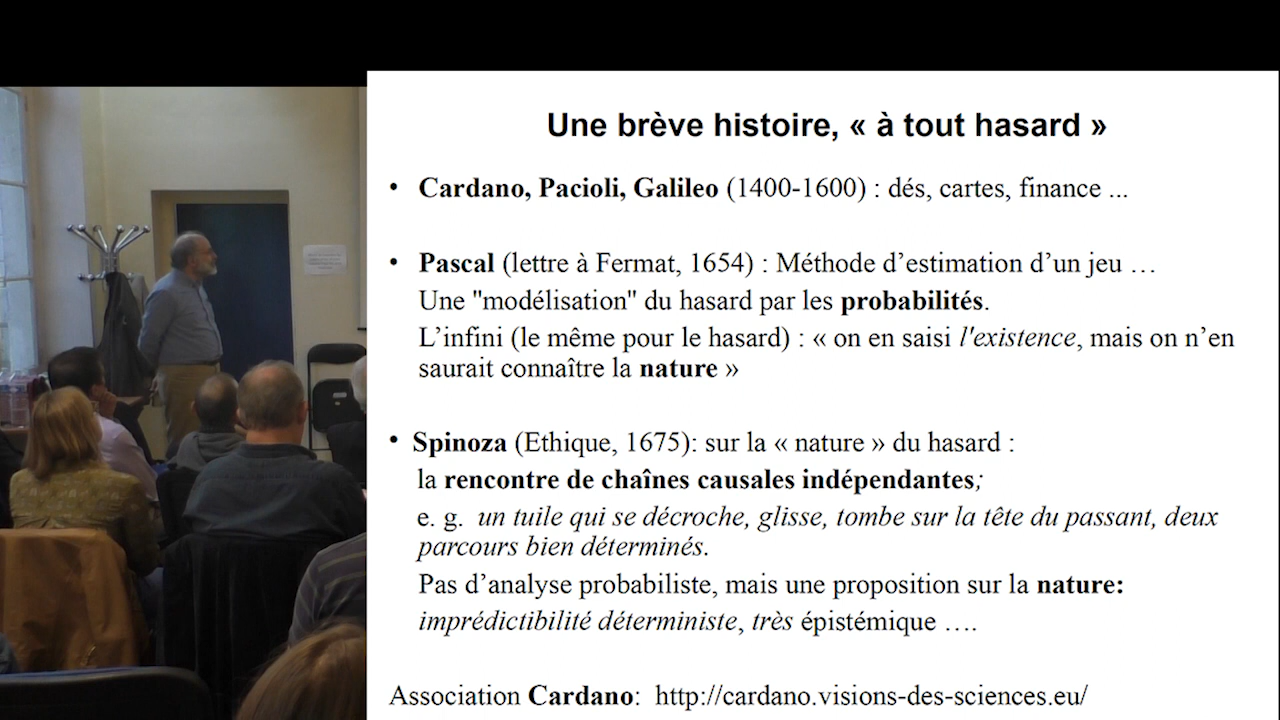 Une brève histoire, « à tout hasard »
• Cardano, Pacioli, Galileo (1400-1600) : dés, cartes, finance ...
• Pascal (lettre à Fermat, 1654) : Méthode d’estimation d’un jeu …
Une "modélisation" du hasard par les probabilités.
L’infini (le même pour le hasard) : « on en saisi l'existence, mais on n’en
saurait connaître la nature »
• Spinoza (Ethique, 1675): sur la « nature » du hasard :
la rencontre de chaînes causales indépendantes;
e. g. un tuile qui se décroche, glisse, tombe sur la tête du passant, deux
parcours bien déterminés.
Pas d’analyse probabiliste, mais une proposition sur la nature:
imprédictibilité déterministe, très épistémique ….
Association Cardano: http://cardano.visions-des-sciences.eu/